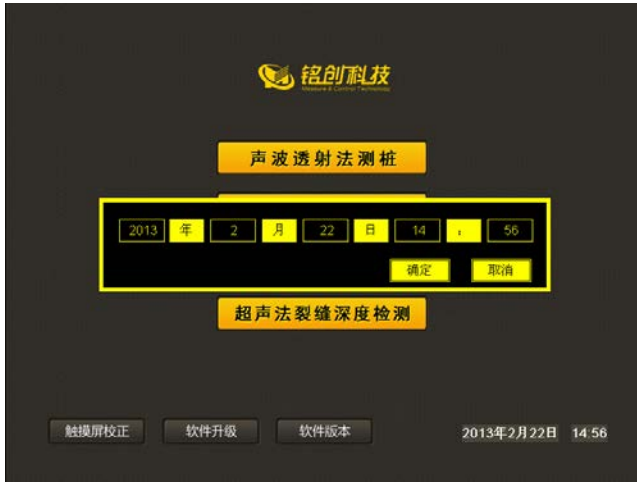 铭创科技
Measure & Control Technology
声波透射法测桩
2013 年 2 月 22 日 14 : 56
确定 取消
超声法裂缝深度检测
触摸屏校正 软件升级 软件版本 2013年2月22日 14:56